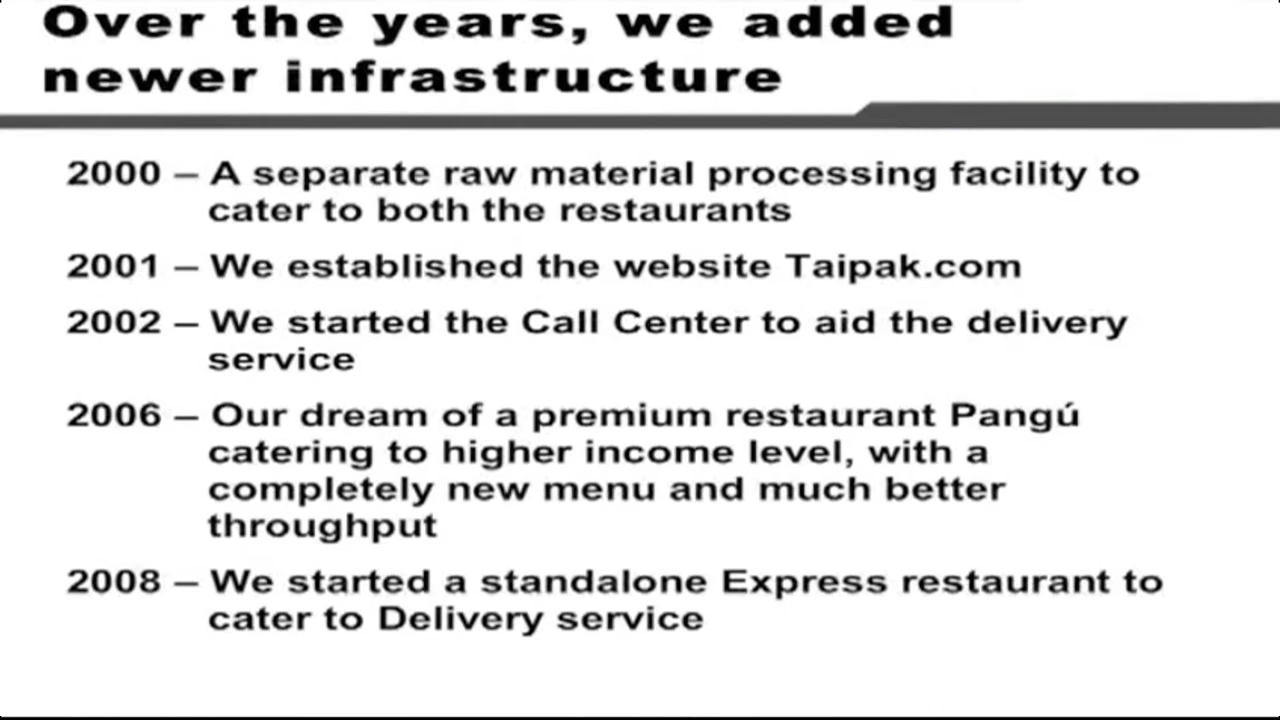 Over the years, we added
newer infrastructure
2000 – A separate raw material processing facility to
cater to both the restaurants
2001 – We established the website Taipak.com
2002 – We started the Call Center to aid the delivery
service
2006 – Our dream of a premium restaurant Pangú
catering to higher income level, with a
completely new menu and much better
throughput
2008 – We started a standalone Express restaurant to
cater to Delivery service